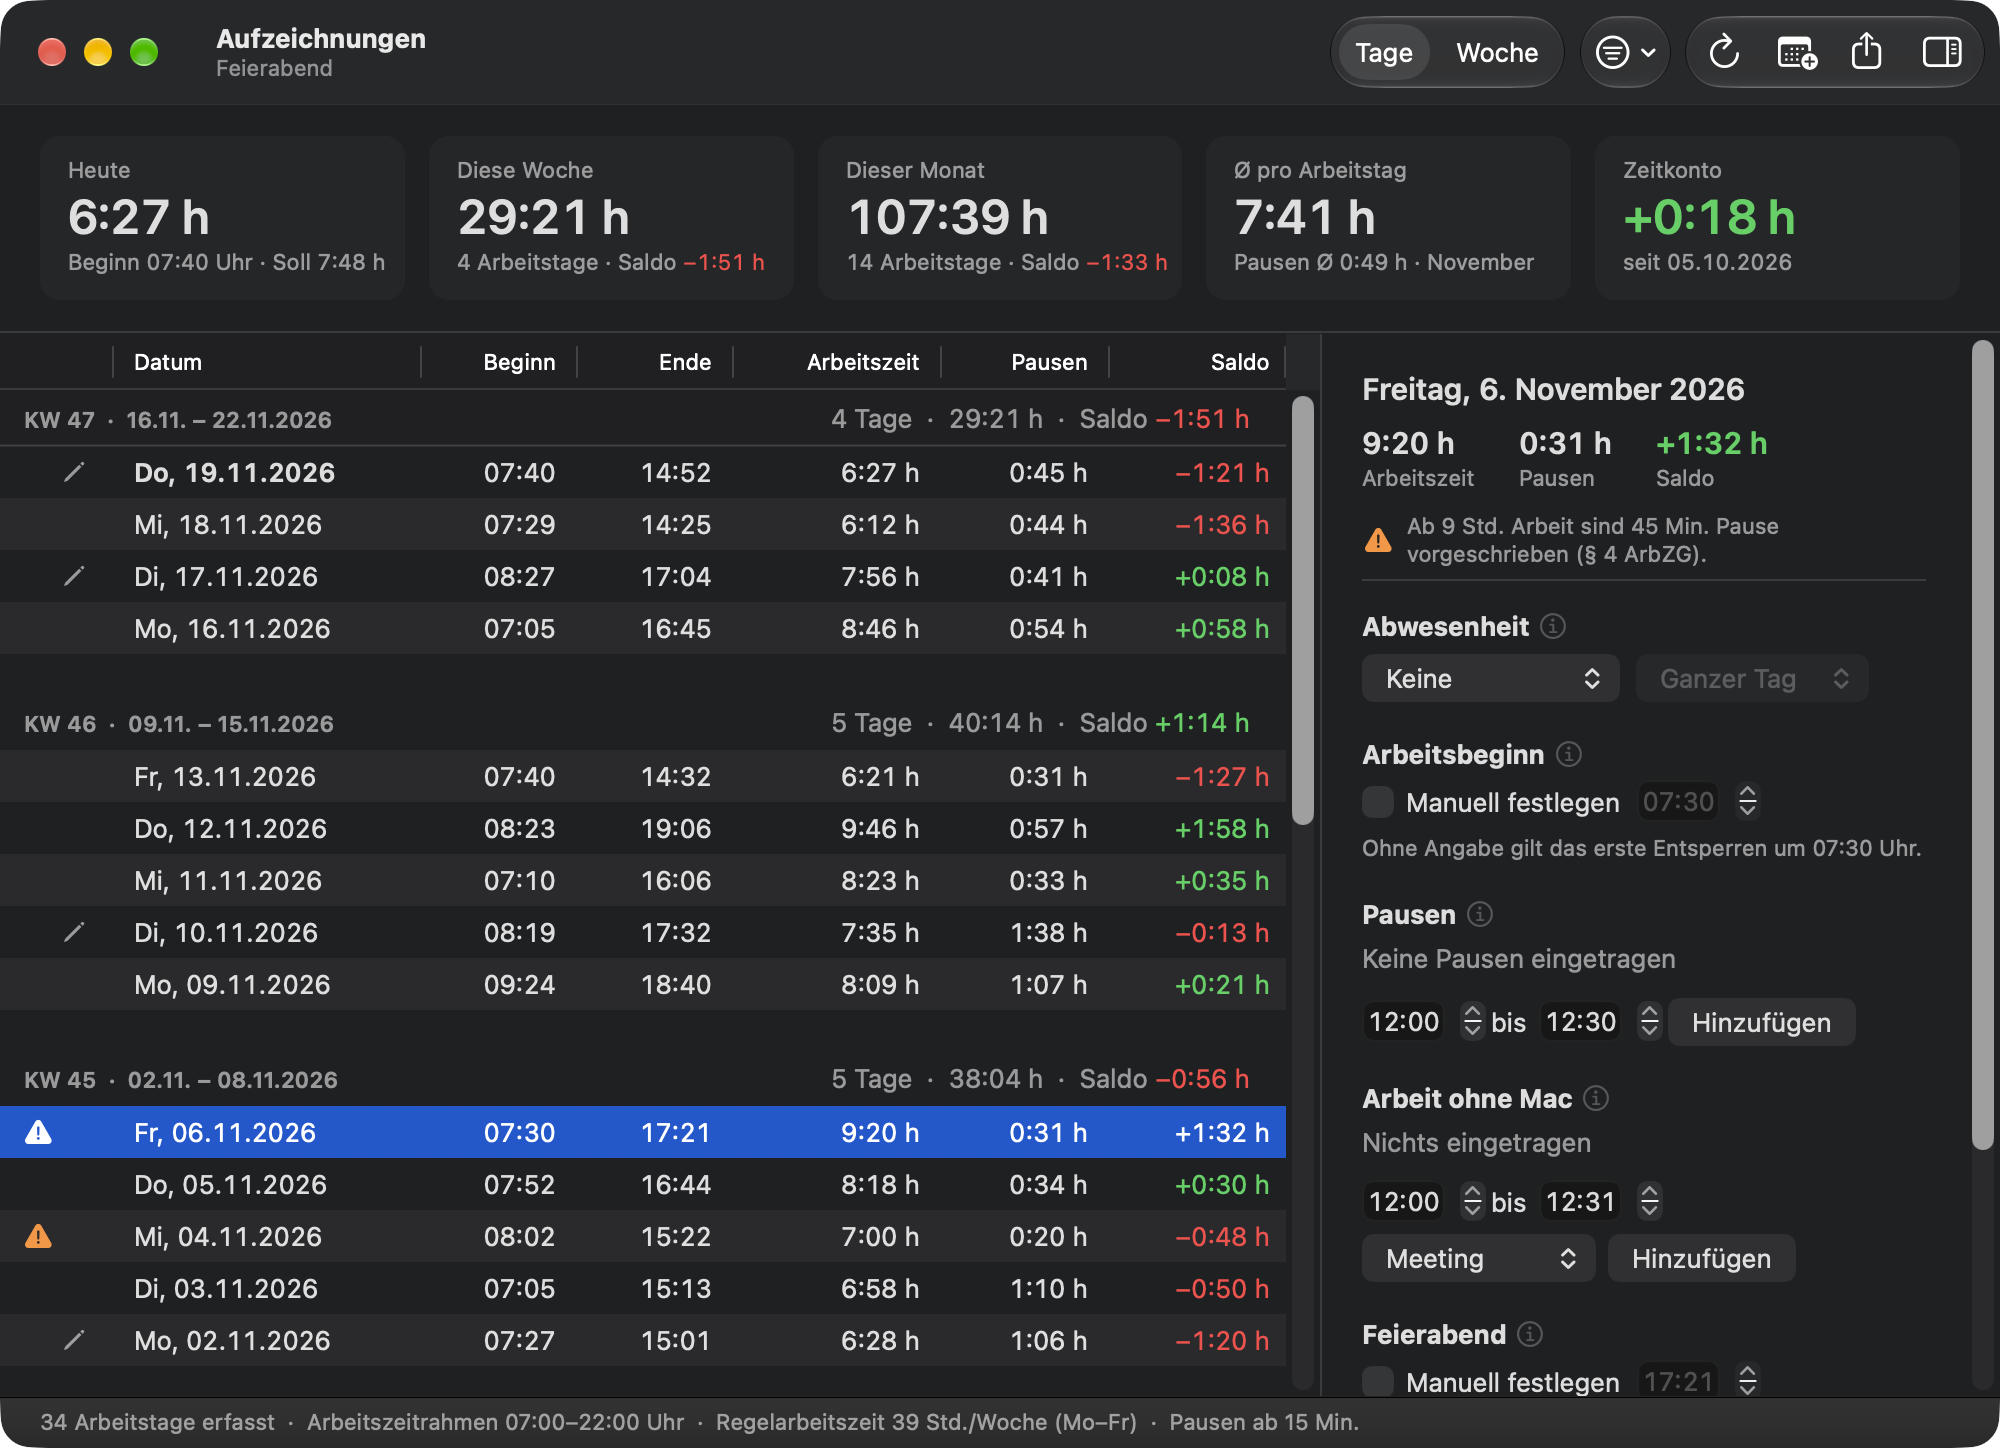 Aufzeichnungen
Feierabend
Tage Woche
Heute
6:27 h
Beginn 07:40 Uhr · Soll 7:48 h
Diese Woche
29:21 h
4 Arbeitstage · Saldo −1:51 h
Dieser Monat
107:39 h
14 Arbeitstage · Saldo −1:33 h
Ø pro Arbeitstag
7:41 h
Pausen Ø 0:49 h · November
Zeitkonto
+0:18 h
seit 05.10.2026
Datum Beginn Ende Arbeitszeit Pausen Saldo
KW 47 · 16.11. – 22.11.2026 4 Tage · 29:21 h · Saldo −1:51 h
Do, 19.11.2026 07:40 14:52 6:27 h 0:45 h −1:21 h
Mi, 18.11.2026 07:29 14:25 6:12 h 0:44 h −1:36 h
Di, 17.11.2026 08:27 17:04 7:56 h 0:41 h +0:08 h
Mo, 16.11.2026 07:05 16:45 8:46 h 0:54 h +0:58 h
KW 46 · 09.11. – 15.11.2026 5 Tage · 40:14 h · Saldo +1:14 h
Fr, 13.11.2026 07:40 14:32 6:21 h 0:31 h −1:27 h
Do, 12.11.2026 08:23 19:06 9:46 h 0:57 h +1:58 h
Mi, 11.11.2026 07:10 16:06 8:23 h 0:33 h +0:35 h
Di, 10.11.2026 08:19 17:32 7:35 h 1:38 h −0:13 h
Mo, 09.11.2026 09:24 18:40 8:09 h 1:07 h +0:21 h
KW 45 · 02.11. – 08.11.2026 5 Tage · 38:04 h · Saldo −0:56 h
Fr, 06.11.2026 07:30 17:21 9:20 h 0:31 h +1:32 h
Do, 05.11.2026 07:52 16:44 8:18 h 0:34 h +0:30 h
Mi, 04.11.2026 08:02 15:22 7:00 h 0:20 h −0:48 h
Di, 03.11.2026 07:05 15:13 6:58 h 1:10 h −0:50 h
Mo, 02.11.2026 07:27 15:01 6:28 h 1:06 h −1:20 h
Freitag, 6. November 2026
9:20 h 0:31 h +1:32 h
Arbeitszeit Pausen Saldo
Ab 9 Std. Arbeit sind 45 Min. Pause
vorgeschrieben (§ 4 ArbZG).
Abwesenheit
Keine Ganzer Tag
Arbeitsbeginn
Manuell festlegen 07:30
Ohne Angabe gilt das erste Entsperren um 07:30 Uhr.
Pausen
Keine Pausen eingetragen
12:00 bis 12:30 Hinzufügen
Arbeit ohne Mac
Nichts eingetragen
12:00 bis 12:31
Meeting Hinzufügen
Feierabend
Manuell festlegen 17:21
34 Arbeitstage erfasst · Arbeitszeitrahmen 07:00–22:00 Uhr · Regelarbeitszeit 39 Std./Woche (Mo–Fr) · Pausen ab 15 Min.